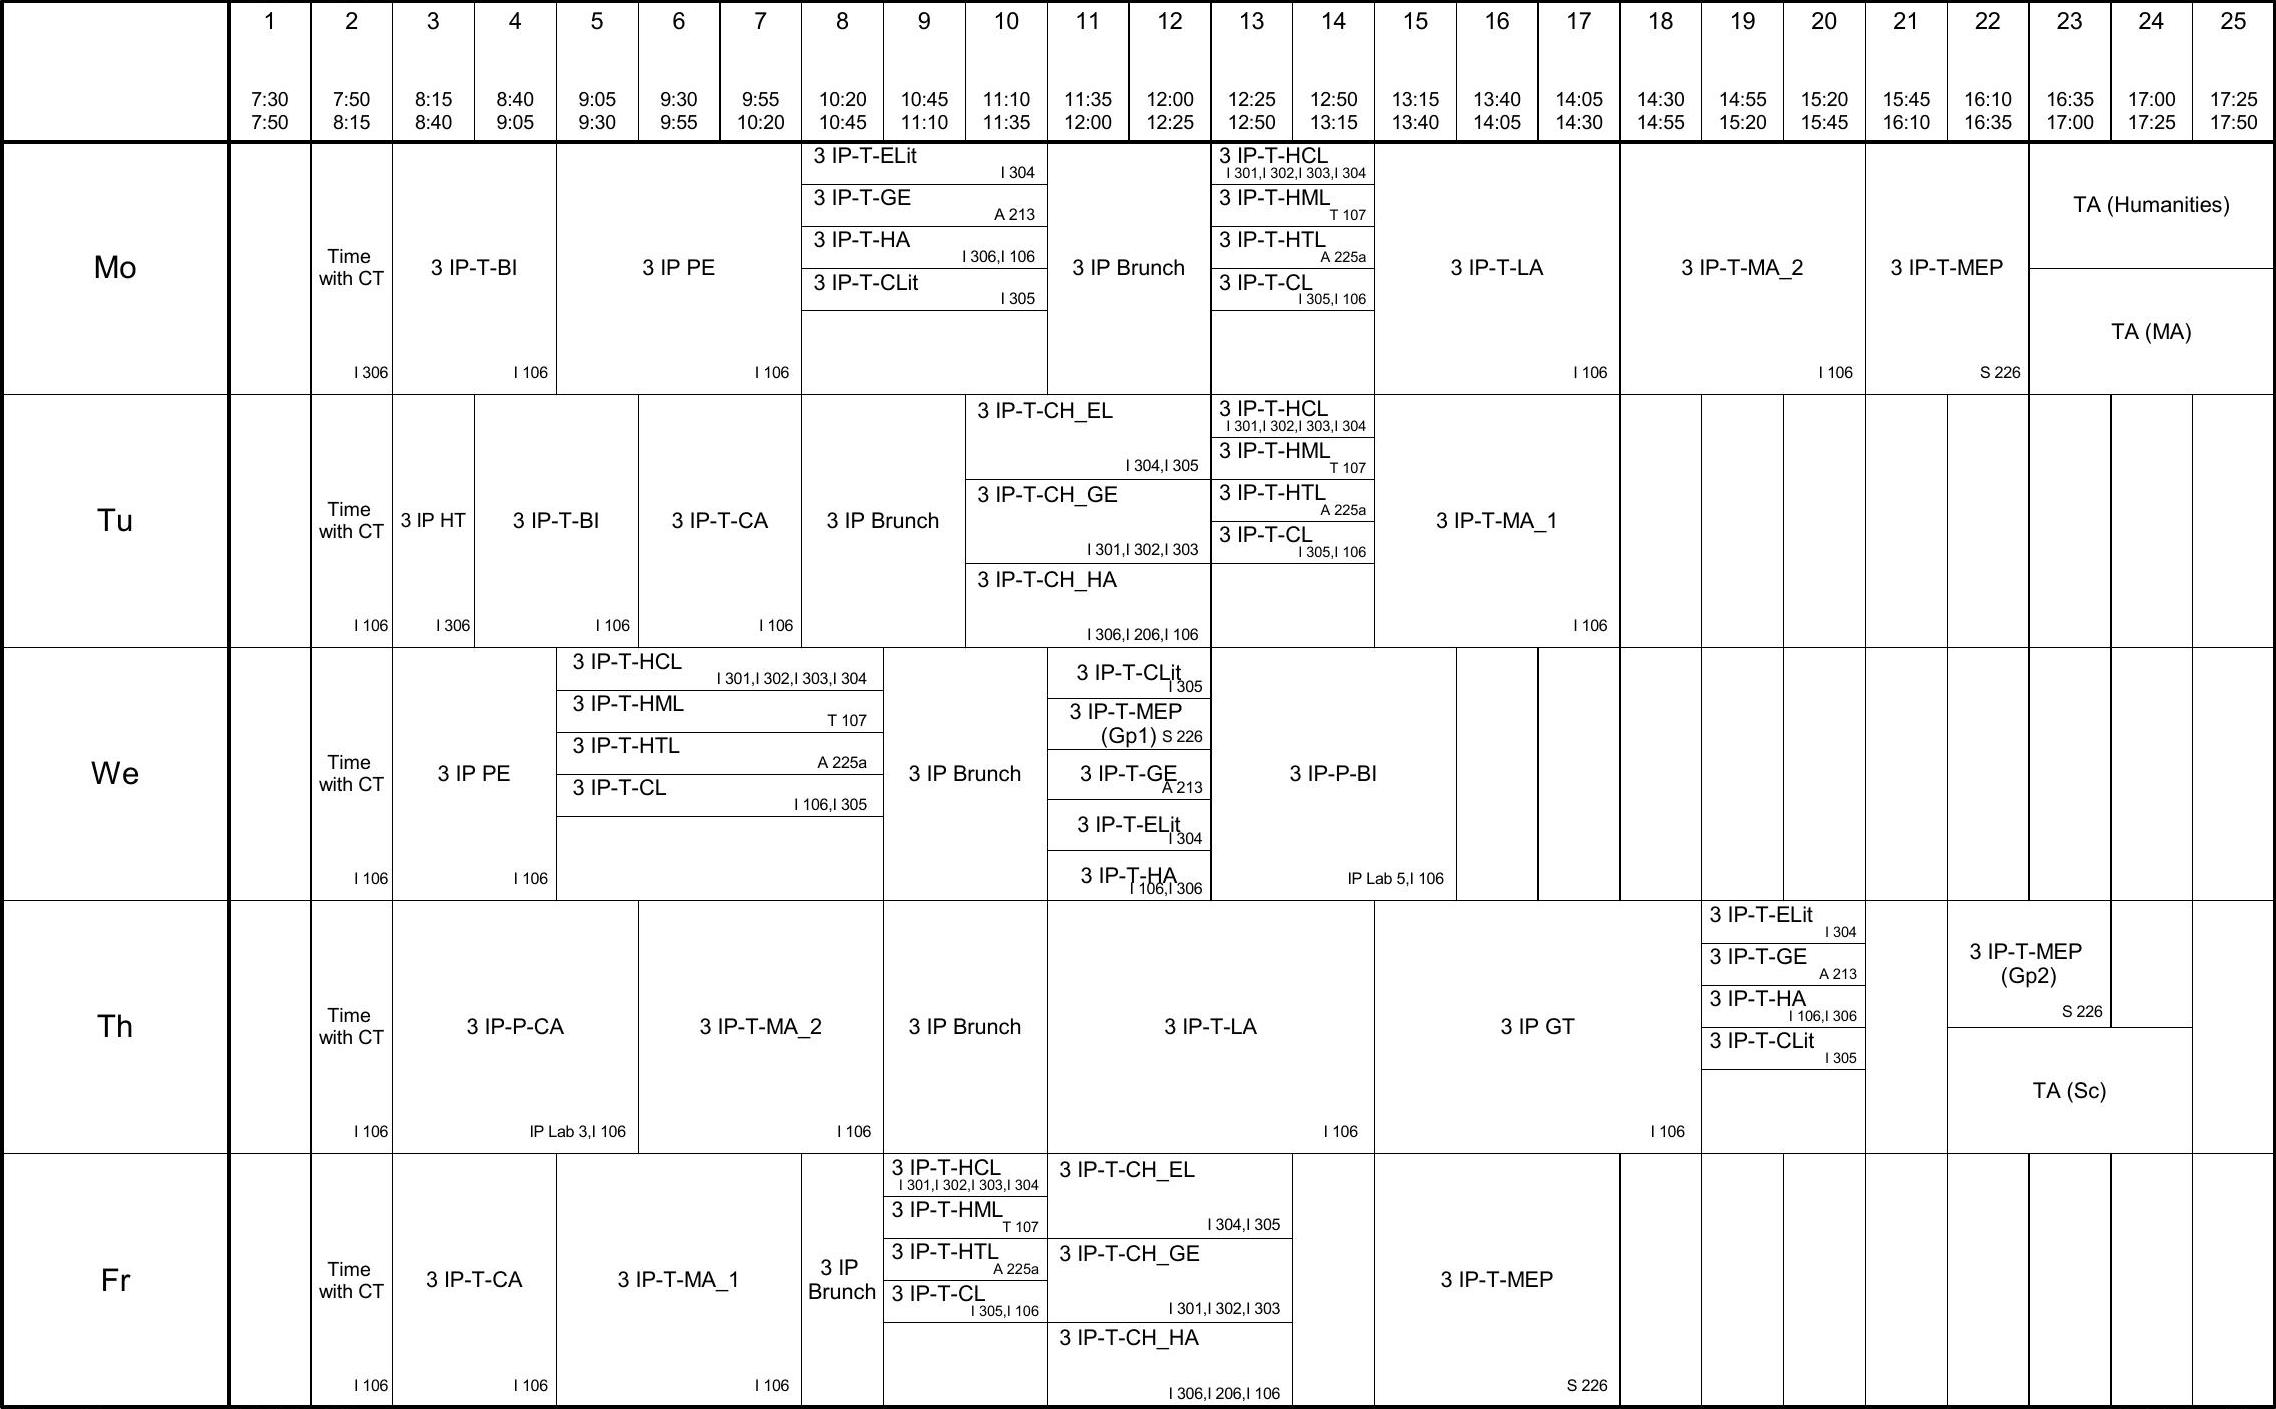 1 2 3 4 5 6 7 8 9 10 11 12 13 14 15 16 17 18 19 20 21 22 23 24 25
7:30 7:50 8:15 8:40 9:05 9:30 9:55 10:20 10:45 11:10 11:35 12:00 12:25 12:50 13:15 13:40 14:05 14:30 14:55 15:20 15:45 16:10 16:35 17:00 17:25
7:50 8:15 8:40 9:05 9:30 9:55 10:20 10:45 11:10 11:35 12:00 12:25 12:50 13:15 13:40 14:05 14:30 14:55 15:20 15:45 16:10 16:35 17:00 17:25 17:50
Mo
Time
with CT
I 306
3 IP-T-BI
I 106
3 IP PE
I 106
3 IP-T-ELit
I 304
3 IP-T-GE
A 213
3 IP-T-HA
I 306,I 106
3 IP-T-CLit
I 305
3 IP Brunch
3 IP-T-HCL
I 301,I 302,I 303,I 304
3 IP-T-HML
T 107
3 IP-T-HTL
A 225a
3 IP-T-CL
I 305,I 106
3 IP-T-LA
I 106
3 IP-T-MA_2
I 106
3 IP-T-MEP
S 226
TA (Humanities)
TA (MA)
Tu
Time
with CT
I 106
3 IP HT
I 306
3 IP-T-BI
I 106
3 IP-T-CA
I 106
3 IP Brunch
3 IP-T-CH_EL
I 304,I 305
3 IP-T-CH_GE
I 301,I 302,I 303
3 IP-T-CH_HA
I 306,I 206,I 106
3 IP-T-HCL
I 301,I 302,I 303,I 304
3 IP-T-HML
T 107
3 IP-T-HTL
A 225a
3 IP-T-CL
I 305,I 106
3 IP-T-MA_1
I 106
We
Time
with CT
I 106
3 IP PE
I 106
3 IP-T-HCL
I 301,I 302,I 303,I 304
3 IP-T-HML
T 107
3 IP-T-HTL
A 225a
3 IP-T-CL
I 106,I 305
3 IP Brunch
3 IP-T-CLit
I 305
3 IP-T-MEP
(Gp1) S 226
3 IP-T-GE
A 213
3 IP-T-ELit
I 304
3 IP-T-HA
I 106,I 306
3 IP-P-BI
IP Lab 5,I 106
Th
Time
with CT
I 106
3 IP-P-CA
IP Lab 3,I 106
3 IP-T-MA_2
I 106
3 IP Brunch
3 IP-T-LA
I 106
3 IP GT
I 106
3 IP-T-ELit
I 304
3 IP-T-GE
A 213
3 IP-T-HA
I 106,I 306
3 IP-T-CLit
I 305
3 IP-T-MEP
(Gp2)
S 226
TA (Sc)
Fr
Time
with CT
I 106
3 IP-T-CA
I 106
3 IP-T-MA_1
I 106
3 IP
Brunch
3 IP-T-HCL
I 301,I 302,I 303,I 304
3 IP-T-HML
T 107
3 IP-T-HTL
A 225a
3 IP-T-CL
I 305,I 106
3 IP-T-CH_EL
I 304,I 305
3 IP-T-CH_GE
I 301,I 302,I 303
3 IP-T-CH_HA
I 306,I 206,I 106
3 IP-T-MEP
S 226